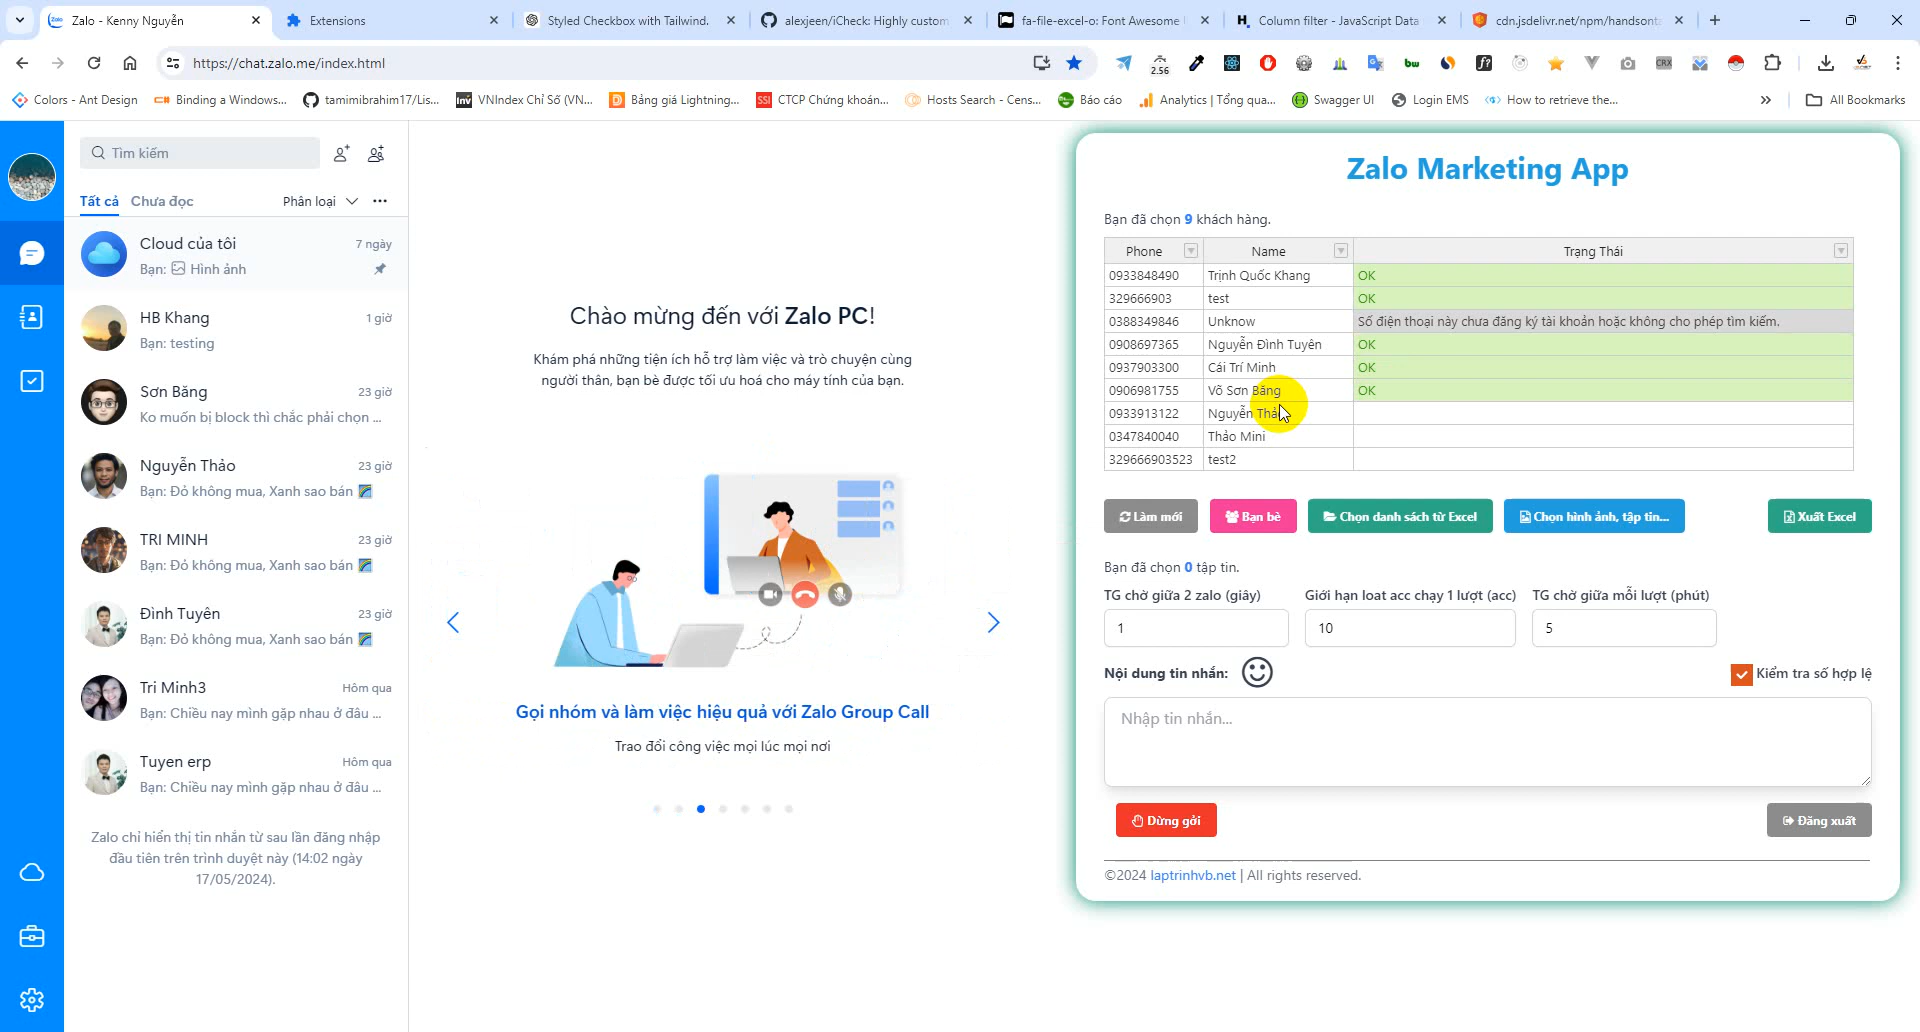 Zalo - Kenny Nguyễn
Extensions
Styled Checkbox with Tailwind.
alexjeen/iCheck: Highly custom
fa-file-excel-o: Font Awesome
Column filter - JavaScript Data
cdn.jsdelivr.net/npm/handsont
https://chat.zalo.me/index.html
2.56
Colors - Ant Design
Binding a Windows...
tamimibrahim17/Lis...
VNIndex Chỉ Số (VN...
Bảng giá Lightning...
CTCP Chứng khoán...
Hosts Search - Cens...
Báo cáo
Analytics | Tổng qua...
Swagger UI
Login EMS
How to retrieve the...
All Bookmarks
Tìm kiếm
Tất cả
Chưa đọc
Phân loại
Cloud của tôi
7 ngày
Bạn: Hình ảnh
HB Khang
1 giờ
Bạn: testing
Sơn Băng
23 giờ
Ko muốn bị block thì chắc phải chọn ...
Nguyễn Thảo
23 giờ
Bạn: Đỏ không mua, Xanh sao bán
TRI MINH
23 giờ
Bạn: Đỏ không mua, Xanh sao bán
Đình Tuyên
23 giờ
Bạn: Đỏ không mua, Xanh sao bán
Tri Minh3
Hôm qua
Bạn: Chiều nay mình gặp nhau ở đâu ...
Tuyen erp
Hôm qua
Bạn: Chiều nay mình gặp nhau ở đâu ...
Zalo chỉ hiển thị tin nhắn từ sau lần đăng nhập
đầu tiên trên trình duyệt này (14:02 ngày
17/05/2024).
Chào mừng đến với Zalo PC!
Khám phá những tiện ích hỗ trợ làm việc và trò chuyện cùng
người thân, bạn bè được tối ưu hoá cho máy tính của bạn.
Gọi nhóm và làm việc hiệu quả với Zalo Group Call
Trao đổi công việc mọi lúc mọi nơi
Zalo Marketing App
Bạn đã chọn 9 khách hàng.
Phone Name Trạng Thái
0933848490 Trịnh Quốc Khang OK
329666903 test OK
0388349846 Unknow Số điện thoại này chưa đăng ký tài khoản hoặc không cho phép tìm kiếm.
0908697365 Nguyễn Đình Tuyên OK
0937903300 Cái Trí Minh OK
0906981755 Võ Sơn Băng OK
0933913122 Nguyễn
0347840040 Thảo Mini
329666903523 test2
Làm mới
Bạn bè
Chọn danh sách từ Excel
Chọn hình ảnh, tập tin...
Xuất Excel
Bạn đã chọn 0 tập tin.
TG chờ giữa 2 zalo (giây)
Giới hạn loat acc chạy 1 lượt (acc)
TG chờ giữa mỗi lượt (phút)
1
10
5
Nội dung tin nhắn:
Kiểm tra số hợp lệ
Nhập tin nhắn...
Dừng gởi
Đăng xuất
©2024 laptrinhvb.net | All rights reserved.